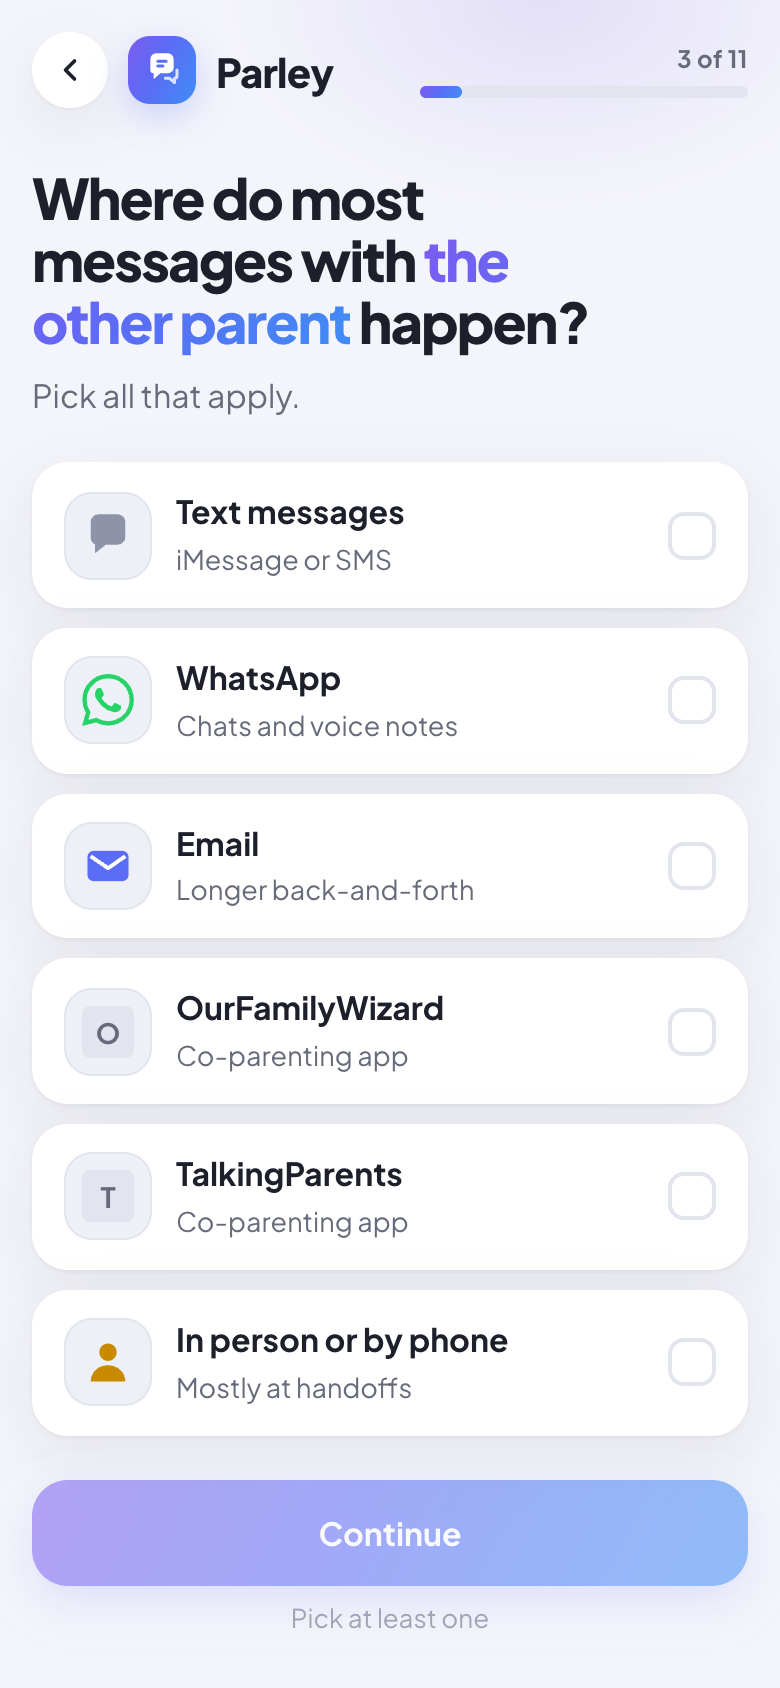 Parley
3 of 11
Where do most
messages with the
other parent happen?
Pick all that apply.
Text messages
iMessage or SMS
WhatsApp
Chats and voice notes
Email
Longer back-and-forth
O
OurFamilyWizard
Co-parenting app
T
TalkingParents
Co-parenting app
In person or by phone
Mostly at handoffs
Continue
Pick at least one